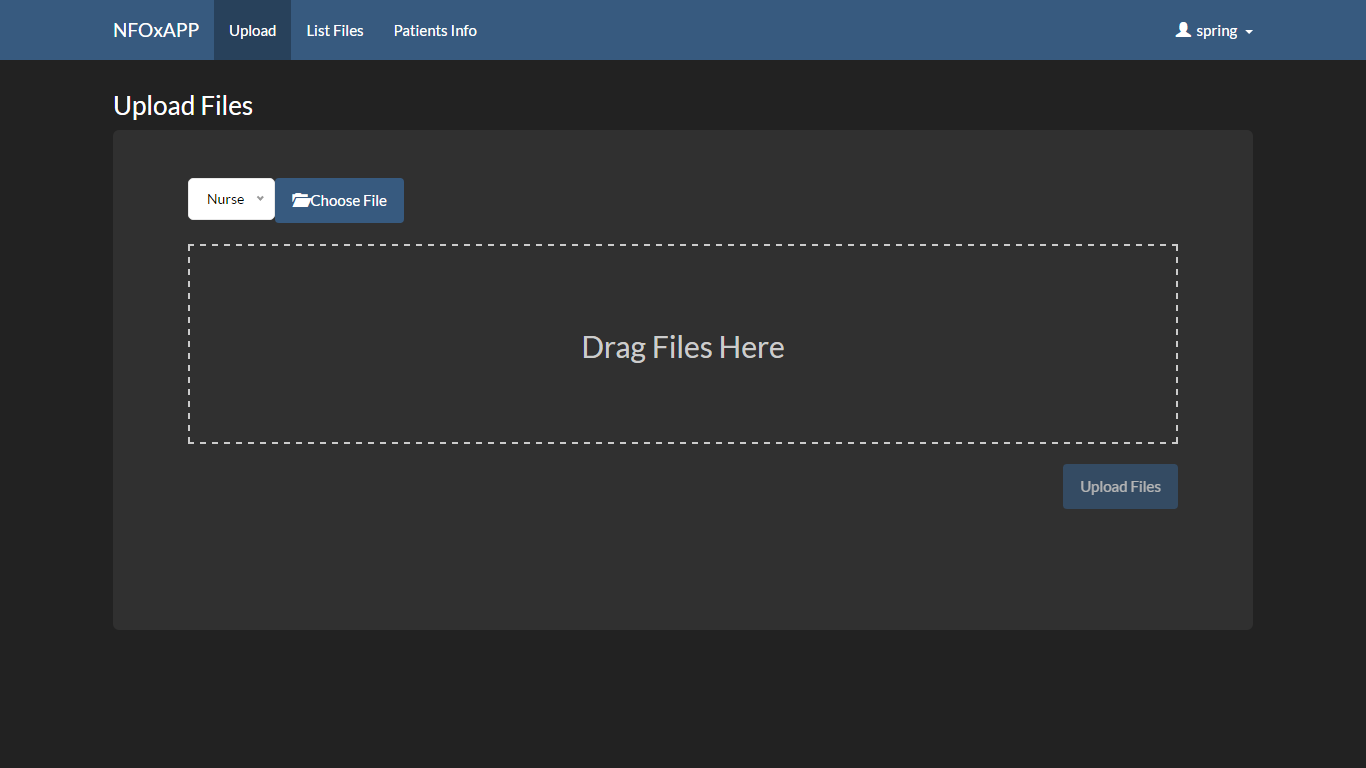 NFOxAPP Upload List Files Patients Info spring
Upload Files
Nurse Choose File
Drag Files Here
Upload Files